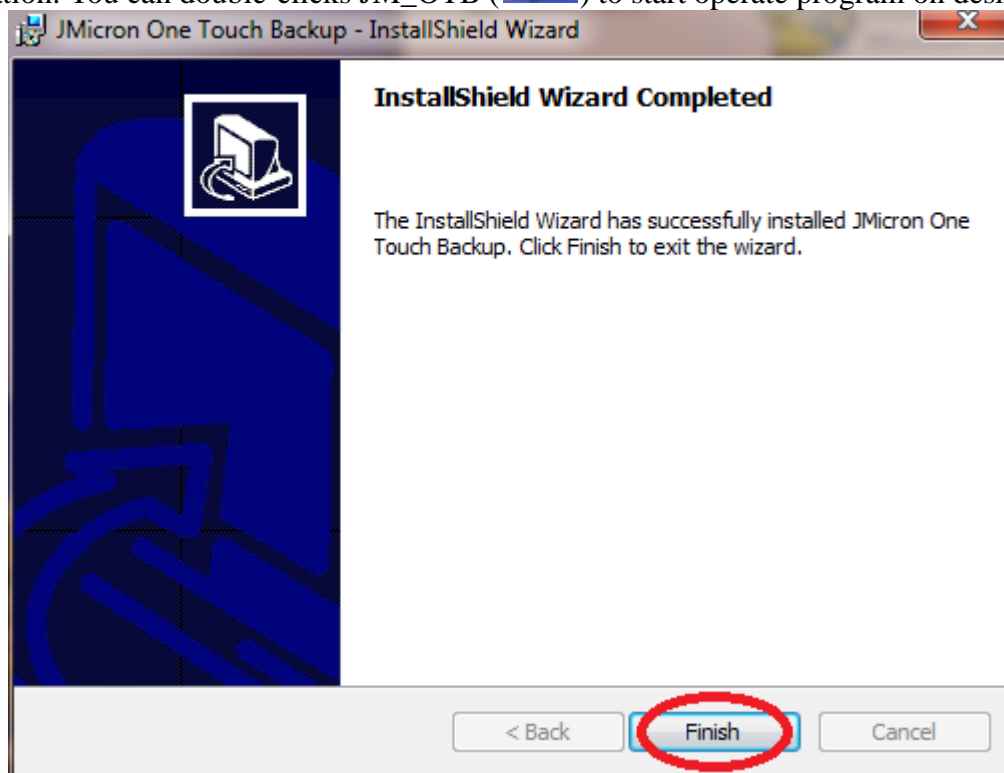 You can double-clicks JM_OTB ( ) to start operate program on
JMicron One Touch Backup - InstallShield Wizard
InstallShield Wizard Completed
The InstallShield Wizard has successfully installed JMicron One
Touch Backup. Click Finish to exit the wizard.
< Back Finish Cancel